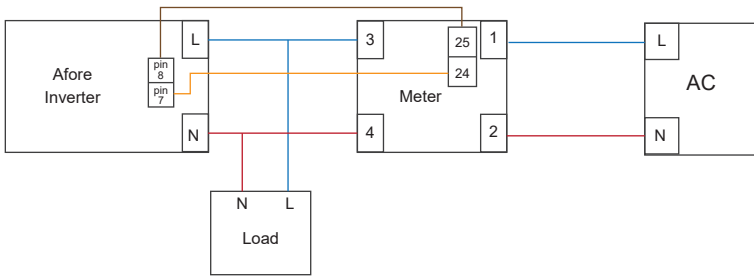 Afore
Inverter
L
pin
8
pin
7
N
3
25
24
1
Meter
4
2
L
AC
N
N L
Load